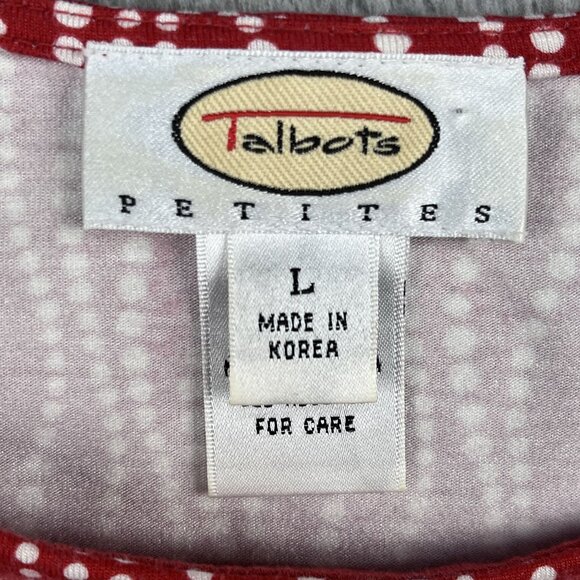 Talbots
PETITES
L
MADE IN
KOREA
FOR CARE